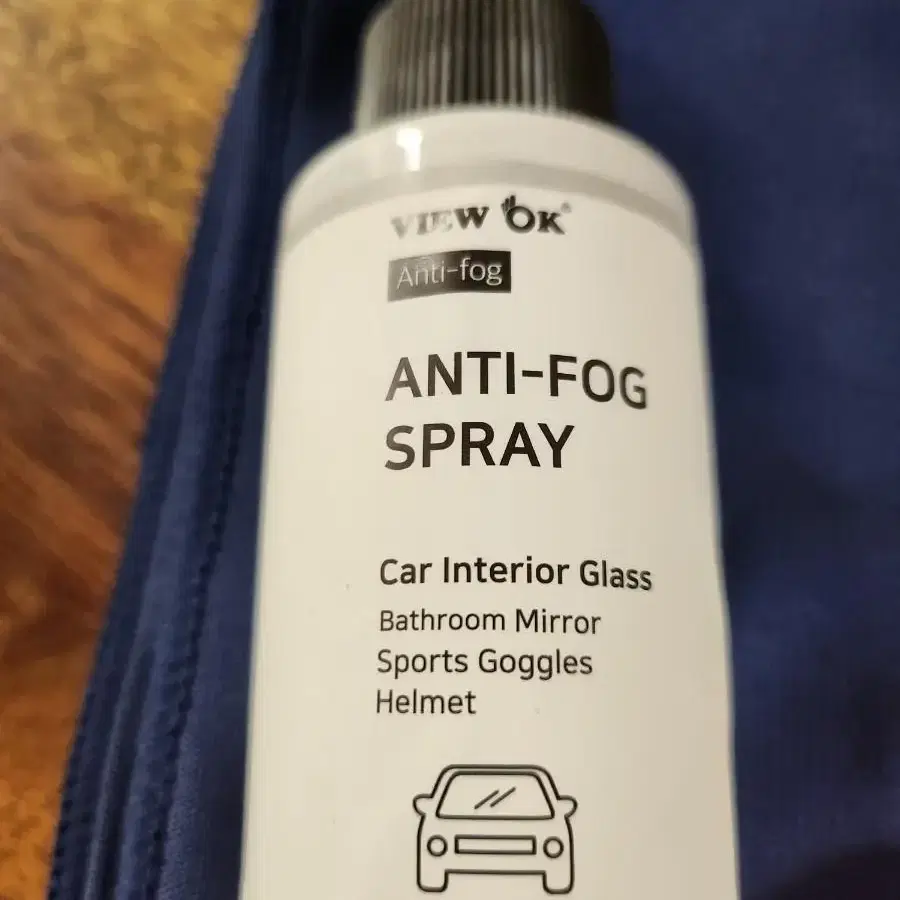 VIEW OK®
Anti-fog
ANTI-FOG
SPRAY
Car Interior Glass
Bathroom Mirror
Sports Goggles
Helmet